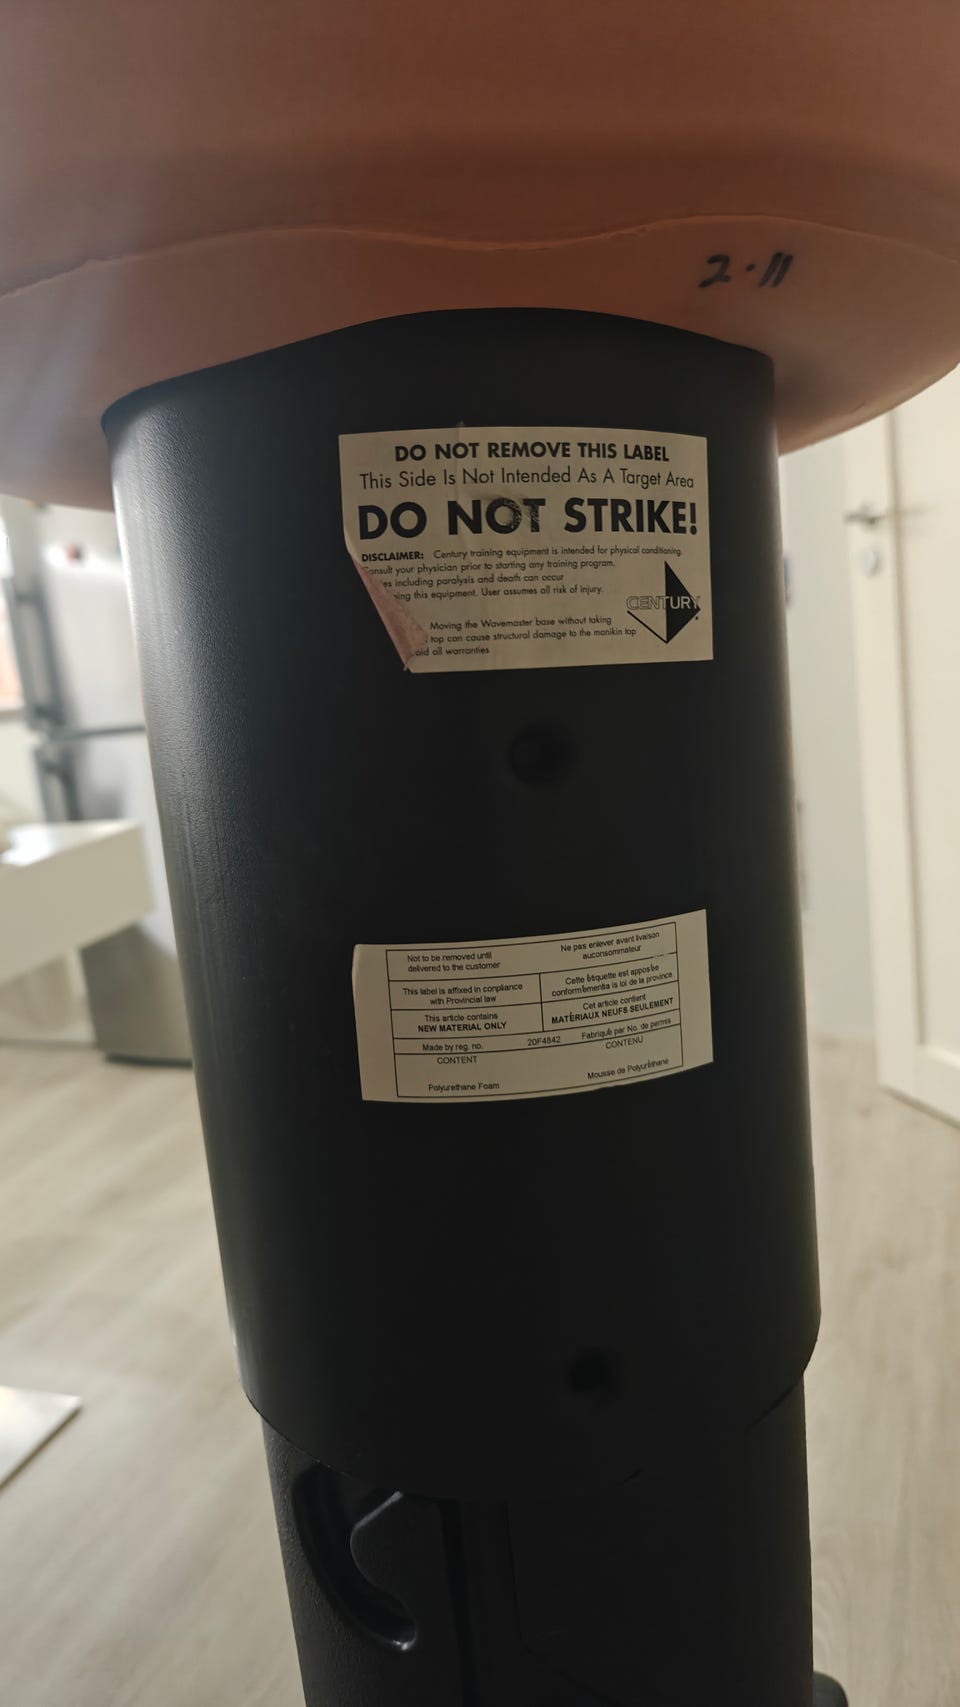 2·11
DO NOT REMOVE THIS LABEL
This Side Is Not Intended As A Target Area
DO NOT STRIKE!
DISCLAIMER: Century training equipment is intended for physical conditioning.
Consult your physician prior to starting any training program.
including paralysis and death can occur
this equipment. User assumes all risk of injury.
CENTURY
Moving the Wavemaster base without taking
top can cause structural damage to the manikin top
all warranties
Not to be removed until
delivered to the customer
Ne pas enlever avant livaison
auconsommateur
This label is affixed in conpliance
with Provincial law
Cette étiquette est apposée
conformémentia is loi de la province
This article contains
NEW MATERIAL ONLY
Cet article contient
MATÉRIAUX NEUFS SEULEMENT
Made by reg. no. 20F4842 Fabriqué par No. de permis
CONTENT
CONTENU
Polyurethane Foam
Mousse de Polyuréthane